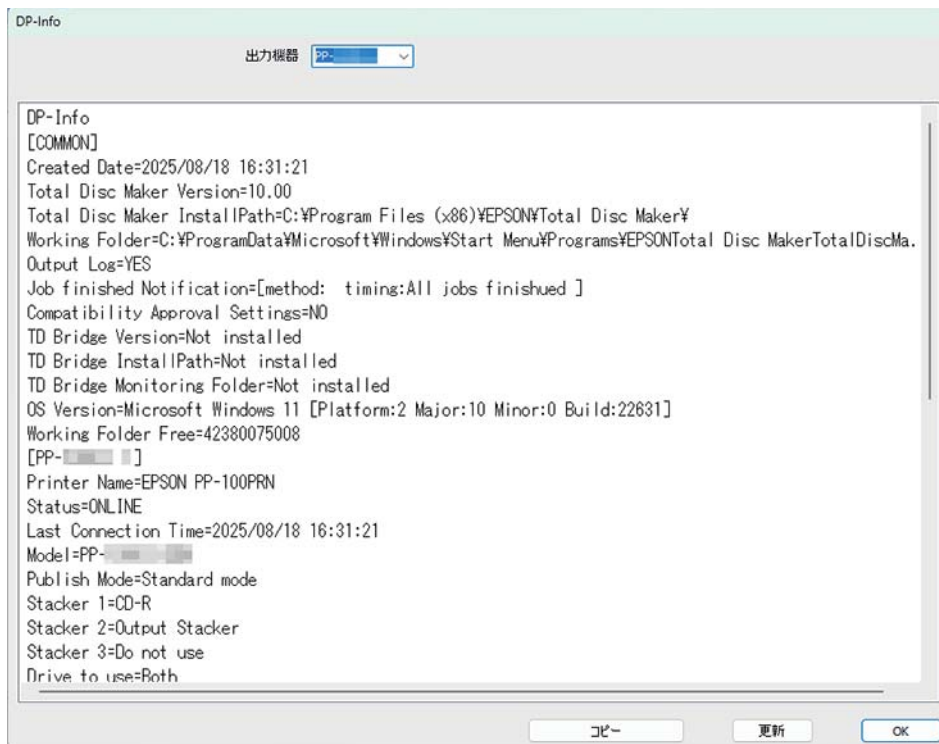 DP-Info
出力機器 PP-
DP-Info
[COMMON]
Created Date=2025/08/18 16:31:21
Total Disc Maker Version=10.00
Total Disc Maker InstallPath=C:¥Program Files (x86)¥EPSON¥Total Disc Maker¥
Working Folder=C:¥ProgramData¥Microsoft¥Windows¥Start Menu¥Programs¥EPSONTotal Disc MakerTotalDiscMa.
Output Log=YES
Job finished Notification=[method:  timing:All jobs finishued ]
Compatibility Approval Settings=NO
TD Bridge Version=Not installed
TD Bridge InstallPath=Not installed
TD Bridge Monitoring Folder=Not installed
OS Version=Microsoft Windows 11 [Platform:2 Major:10 Minor:0 Build:22631]
Working Folder Free=42380075008
[PP- ]
Printer Name=EPSON PP-100PRN
Status=ONLINE
Last Connection Time=2025/08/18 16:31:21
Model=PP-
Publish Mode=Standard mode
Stacker 1=CD-R
Stacker 2=Output Stacker
Stacker 3=Do not use
Drive to use=Both
コピー 更新 OK